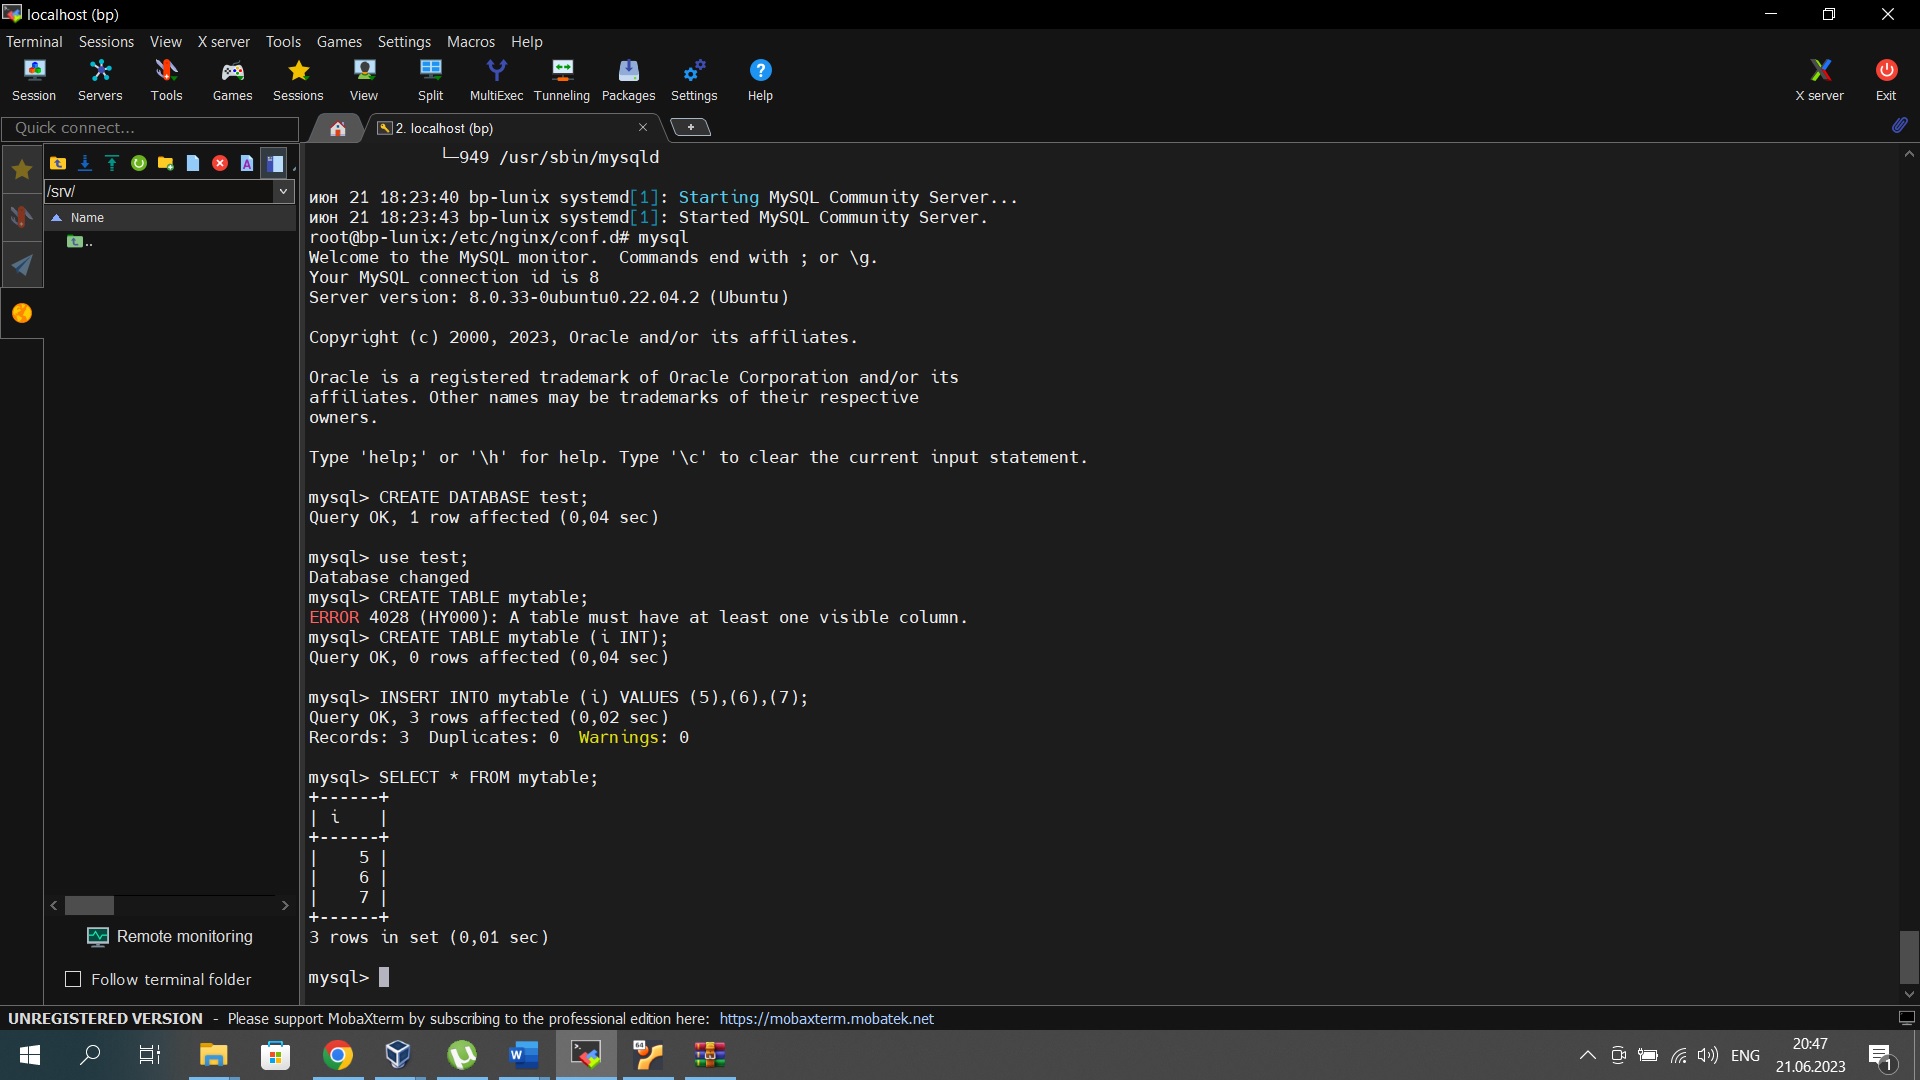 localhost (bp)
Terminal Sessions View X server Tools Games Settings Macros Help
Session Servers Tools Games Sessions View Split MultiExec Tunneling Packages Settings Help X server Exit
Quick connect...
2. localhost (bp)
/srv/
Name
..
└─949 /usr/sbin/mysqld
июн 21 18:23:40 bp-lunix systemd[1]: Starting MySQL Community Server...
июн 21 18:23:43 bp-lunix systemd[1]: Started MySQL Community Server.
root@bp-lunix:/etc/nginx/conf.d# mysql
Welcome to the MySQL monitor.  Commands end with ; or \g.
Your MySQL connection id is 8
Server version: 8.0.33-0ubuntu0.22.04.2 (Ubuntu)
Copyright (c) 2000, 2023, Oracle and/or its affiliates.
Oracle is a registered trademark of Oracle Corporation and/or its
affiliates. Other names may be trademarks of their respective
owners.
Type 'help;' or '\h' for help. Type '\c' to clear the current input statement.
mysql> CREATE DATABASE test;
Query OK, 1 row affected (0,04 sec)
mysql> use test;
Database changed
mysql> CREATE TABLE mytable;
ERROR 4028 (HY000): A table must have at least one visible column.
mysql> CREATE TABLE mytable (i INT);
Query OK, 0 rows affected (0,04 sec)
mysql> INSERT INTO mytable (i) VALUES (5),(6),(7);
Query OK, 3 rows affected (0,02 sec)
Records: 3  Duplicates: 0  Warnings: 0
mysql> SELECT * FROM mytable;
+------+
| i    |
+------+
|    5 |
|    6 |
|    7 |
+------+
3 rows in set (0,01 sec)
mysql>
Remote monitoring
Follow terminal folder
UNREGISTERED VERSION - Please support MobaXterm by subscribing to the professional edition here: https://mobaxterm.mobatek.net
ENG
20:47
21.06.2023
1